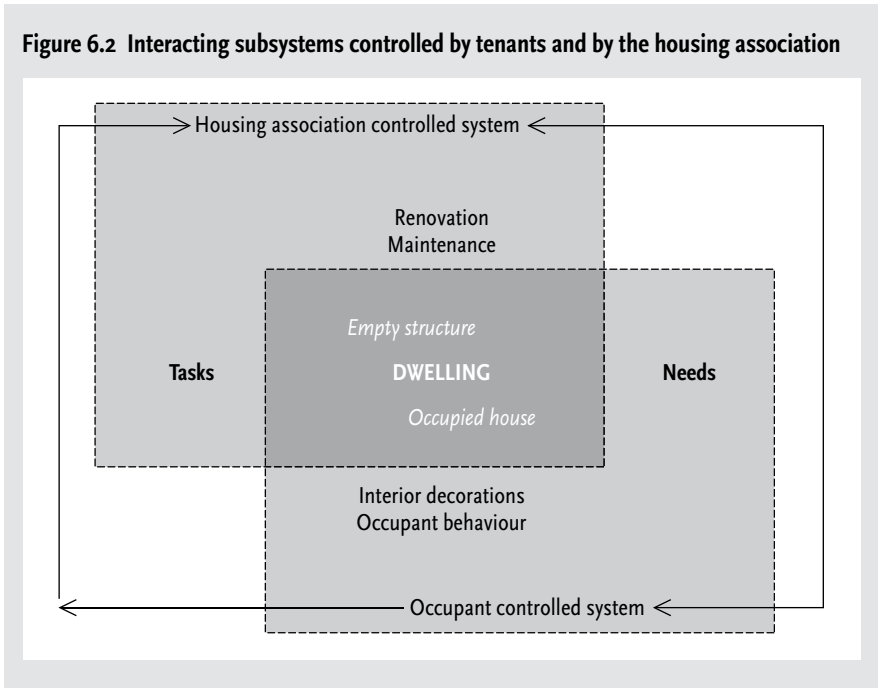 Figure 6.2 Interacting subsystems controlled by tenants and by the housing association
Housing association controlled system
Renovation
Maintenance
Empty structure
Tasks
DWELLING
Needs
Occupied house
Interior decorations
Occupant behaviour
Occupant controlled system